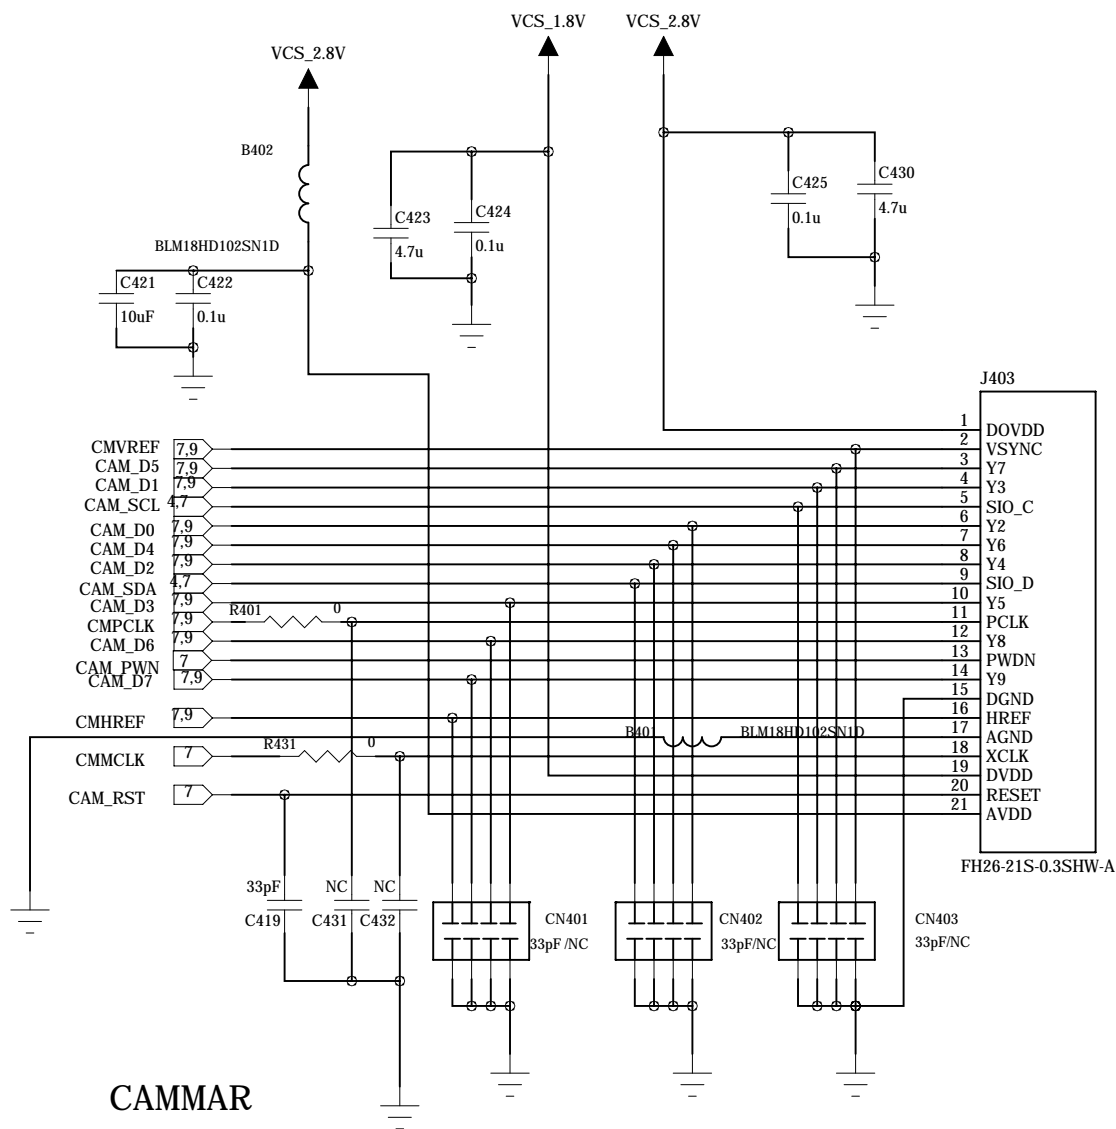 VCS_1.8V VCS_2.8V
VCS_2.8V
B402
C425
0.1u
C430
4.7u
C423
4.7u
C424
0.1u
BLM18HD102SN1D
C421
10uF
C422
0.1u
J403
1 DOVDD
CMVREF 7,9 2 VSYNC
CAM_D5 7,9 3 Y7
CAM_D1 7,9 4 Y3
CAM_SCL 4,7 5 SIO_C
CAM_D0 7,9 6 Y2
CAM_D4 7,9 7 Y6
CAM_D2 7,9 8 Y4
CAM_SDA 4,7 9 SIO_D
CAM_D3 7,9 10 Y5
CMPCLK 7,9 R401 0 11 PCLK
CAM_D6 7,9 12 Y8
CAM_PWN 7 13 PWDN
CAM_D7 7,9 14 Y9
15 DGND
CMHREF 7,9 16 HREF
B401 BLM18HD102SN1D 17 AGND
CMMCLK 7 R431 0 18 XCLK
19 DVDD
CAM_RST 7 20 RESET
21 AVDD
FH26-21S-0.3SHW-A
33pF NC NC
C419 C431 C432
CN401
33pF/NC
CN402
33pF/NC
CN403
33pF/NC
CAMMAR